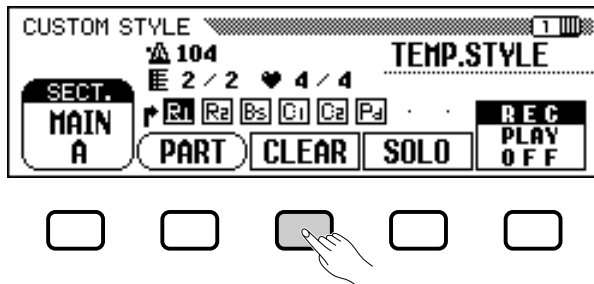 CUSTOM STYLE 1
104 TEMP.STYLE
2/2 4/4
SECT. R1 R2 BS C1 C2 Pd
MAIN A PART CLEAR SOLO REC PLAY OFF